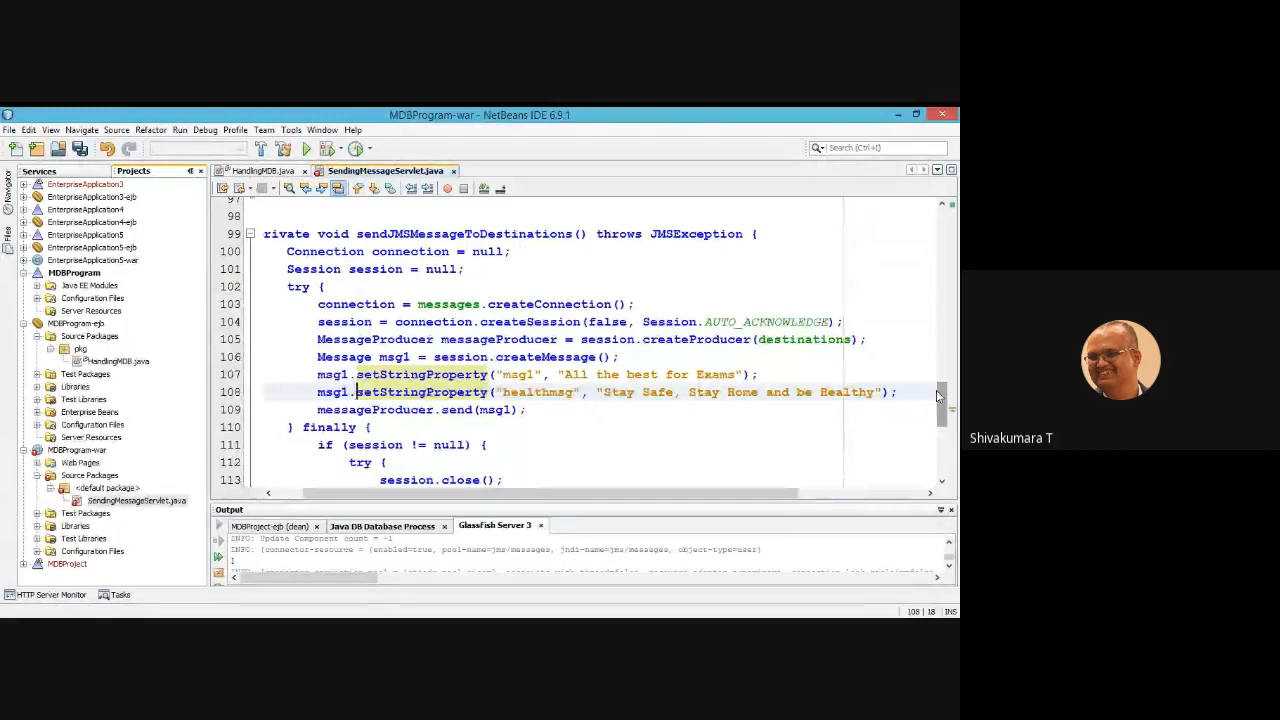 MDBProgram-war - NetBeans IDE 6.9.1
File Edit View Navigate Source Refactor Run Debug Profile Team Tools Window Help
Search (Ctrl+I)
Services Projects
HandlingMDB.java SendingMessageServlet.java
Navigator
Files
EnterpriseApplication3
EnterpriseApplication3-ejb
EnterpriseApplication4
EnterpriseApplication4-ejb
EnterpriseApplication5
EnterpriseApplication5-ejb
EnterpriseApplication5-war
MDBProgram
Java EE Modules
Configuration Files
Server Resources
MDBProgram-ejb
Source Packages
pkg
HandlingMDB.java
Test Packages
Libraries
Test Libraries
Enterprise Beans
Configuration Files
Server Resources
MDBProgram-war
Web Pages
Source Packages
<default package>
SendingMessageServlet.java
Test Packages
Libraries
Test Libraries
Configuration Files
MDBProject
97
98
99 rivate void sendJMSMessageToDestinations() throws JMSException {
100 Connection connection = null;
101 Session session = null;
102 try {
103 connection = messages.createConnection();
104 session = connection.createSession(false, Session.AUTO_ACKNOWLEDGE);
105 MessageProducer messageProducer = session.createProducer(destinations);
106 Message msg1 = session.createMessage();
107 msg1.setStringProperty("msg1", "All the best for Exams");
108 msg1.setStringProperty("healthmsg", "Stay Safe, Stay Home and be Healthy");
109 messageProducer.send(msg1);
110 } finally {
111 if (session != null) {
112 try {
113 session.close();
Output
MDBProject-ejb (clean) Java DB Database Process Glassfish Server 3
INFO: Update Component count = -1
INFO: {connector-resource = {enabled=true, pool-name=jms/messages, jndi-name=jms/messages, object-type=user}
}
HTTP Server Monitor Tasks
108 | 18 INS
Shivakumara T